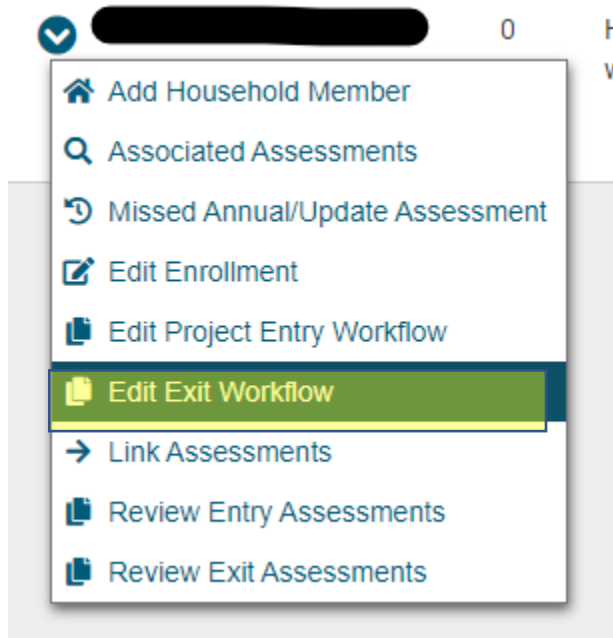 0
Add Household Member
Associated Assessments
Missed Annual/Update Assessment
Edit Enrollment
Edit Project Entry Workflow
Edit Exit Workflow
Link Assessments
Review Entry Assessments
Review Exit Assessments